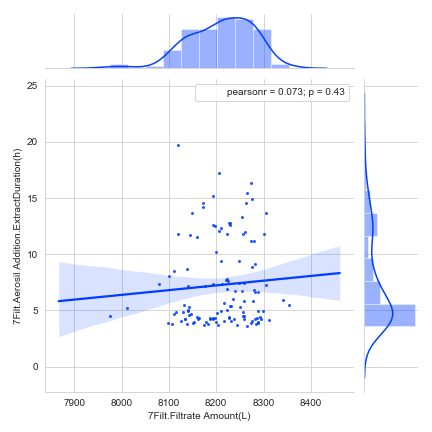 pearsonr = 0.073; p = 0.43
25
20
15
10
5
0
7Filt.Aerosil Addition.ExtractDuration(h)
7900 8000 8100 8200 8300 8400
7Filt.Filtrate Amount(L)